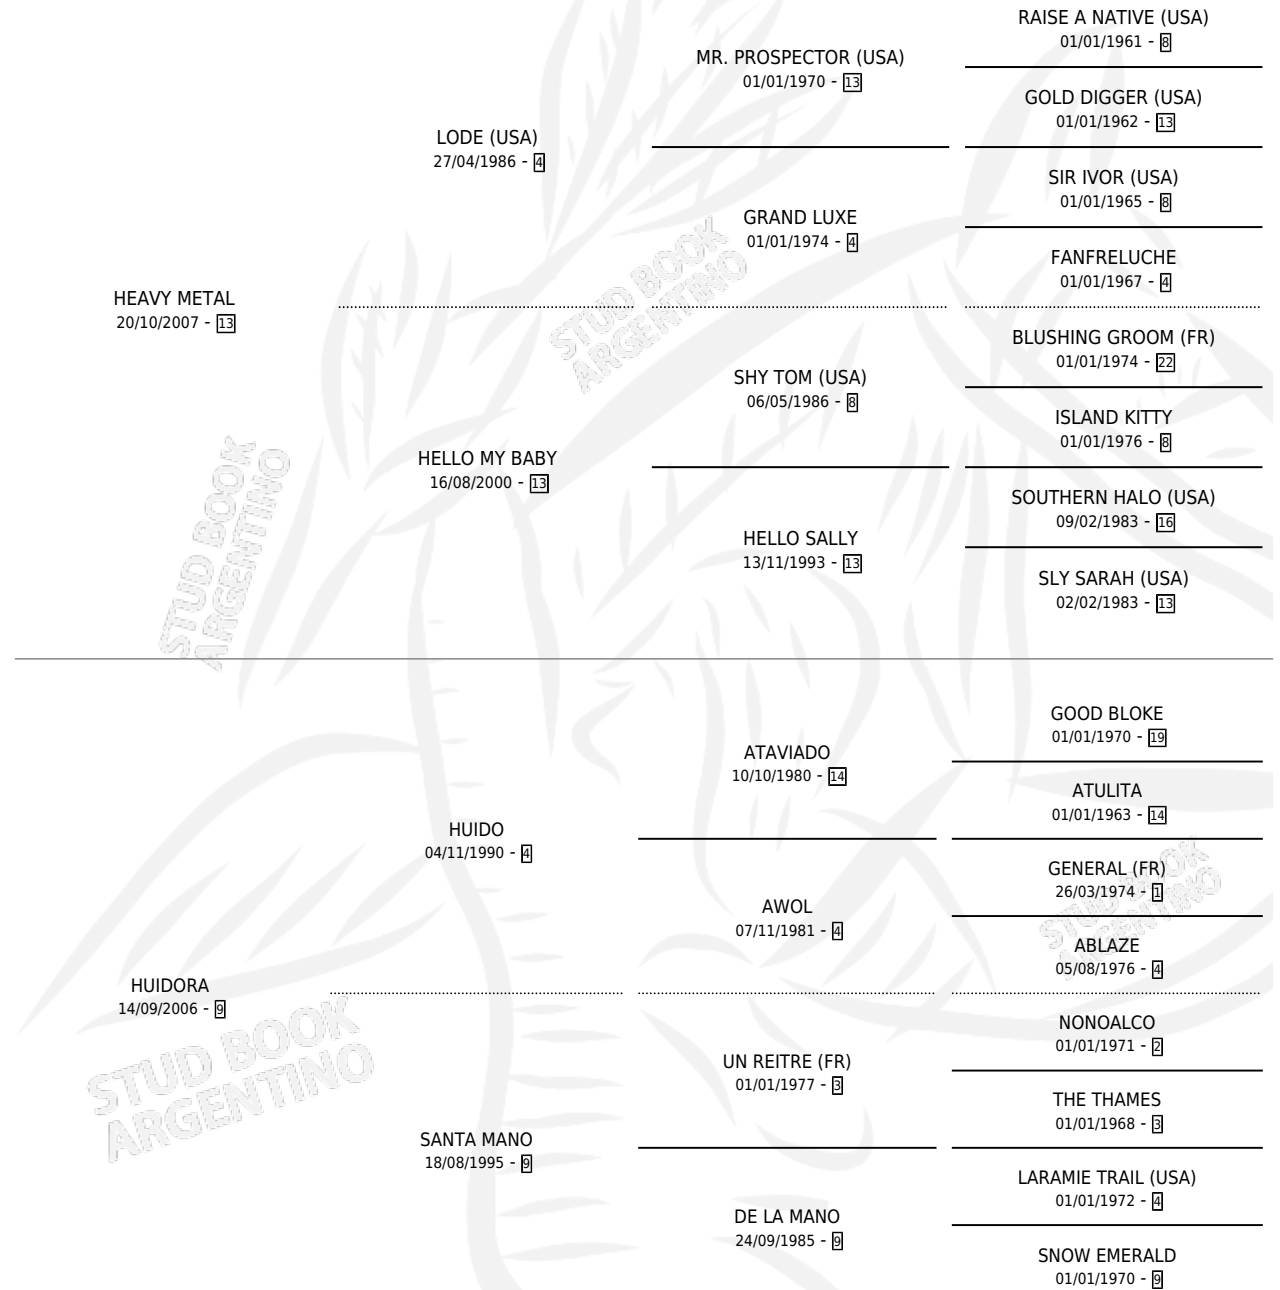 RAISE A NATIVE (USA)
01/01/1961 - 8
MR. PROSPECTOR (USA)
01/01/1970 - 13
GOLD DIGGER (USA)
01/01/1962 - 13
LODE (USA)
27/04/1986 - 4
SIR IVOR (USA)
01/01/1965 - 8
GRAND LUXE
01/01/1974 - 4
FANFRELUCHE
01/01/1967 - 4
HEAVY METAL
20/10/2007 - 13
STUD BOOK
ARGENTINO
BLUSHING GROOM (FR)
01/01/1974 - 22
SHY TOM (USA)
06/05/1986 - 8
ISLAND KITTY
01/01/1976 - 8
HELLO MY BABY
16/08/2000 - 13
SOUTHERN HALO (USA)
09/02/1983 - 16
HELLO SALLY
13/11/1993 - 13
SLY SARAH (USA)
02/02/1983 - 13
STUD BOOK
ARGENTINO
GOOD BLOKE
01/01/1970 - 19
ATAVIADO
10/10/1980 - 14
ATULITA
01/01/1963 - 14
HUIDO
04/11/1990 - 4
GENERAL (FR)
26/03/1974 - 1
AWOL
07/11/1981 - 4
ABLAZE
05/08/1976 - 4
STUD BOOK
ARGENTINO
HUIDORA
14/09/2006 - 9
NONOALCO
01/01/1971 - 2
UN REITRE (FR)
01/01/1977 - 3
THE THAMES
01/01/1968 - 3
STUD BOOK
ARGENTINO
SANTA MANO
18/08/1995 - 9
LARAMIE TRAIL (USA)
01/01/1972 - 4
DE LA MANO
24/09/1985 - 9
SNOW EMERALD
01/01/1970 - 9